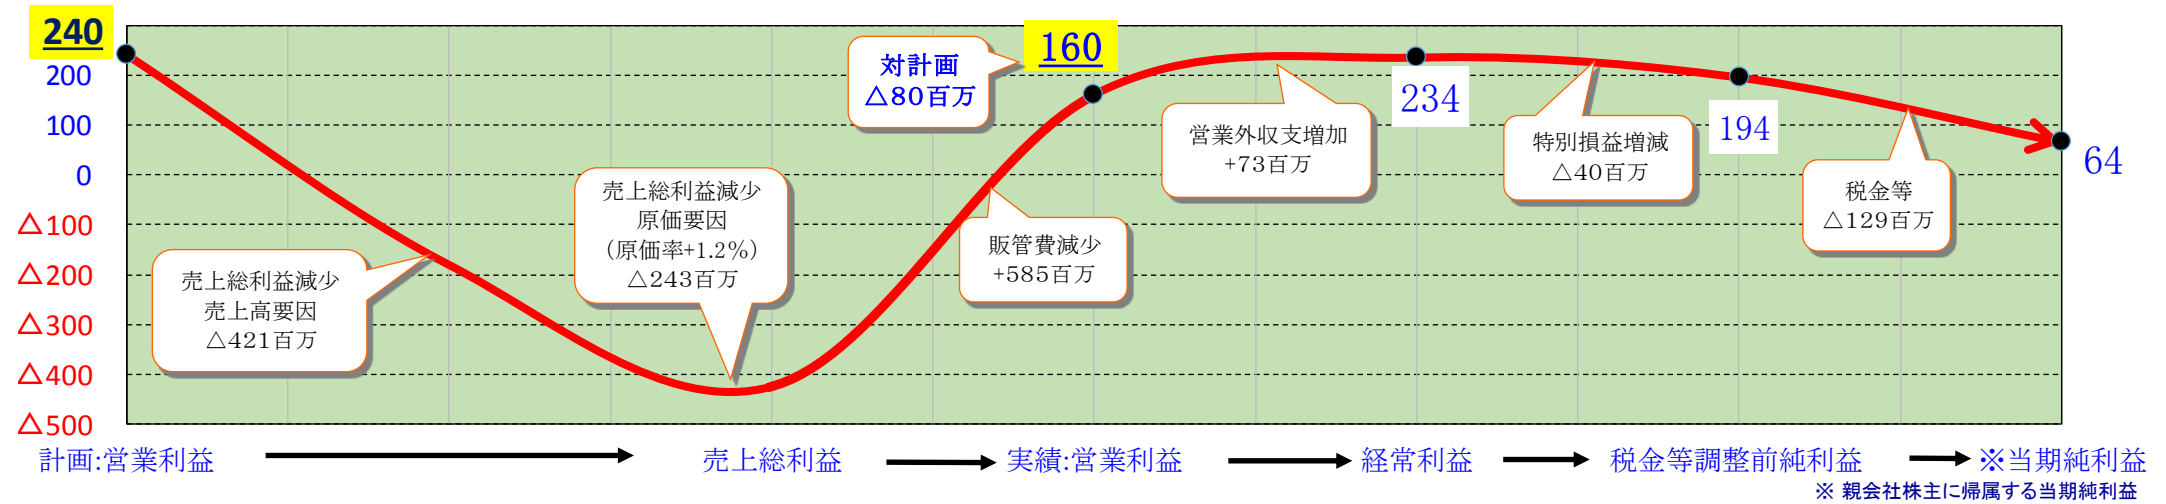 240
200
100
0
△100
△200
△300
△400
△500
売上総利益減少
売上高要因
△421百万
売上総利益減少
原価要因
（原価率+1.2%）
△243百万
販管費減少
+585百万
対計画
△80百万
160
営業外収支増加
+73百万
234
特別損益増減
△40百万
194
税金等
△129百万
64
計画:営業利益
売上総利益
実績:営業利益
経常利益
税金等調整前純利益
※当期純利益
※ 親会社株主に帰属する当期純利益